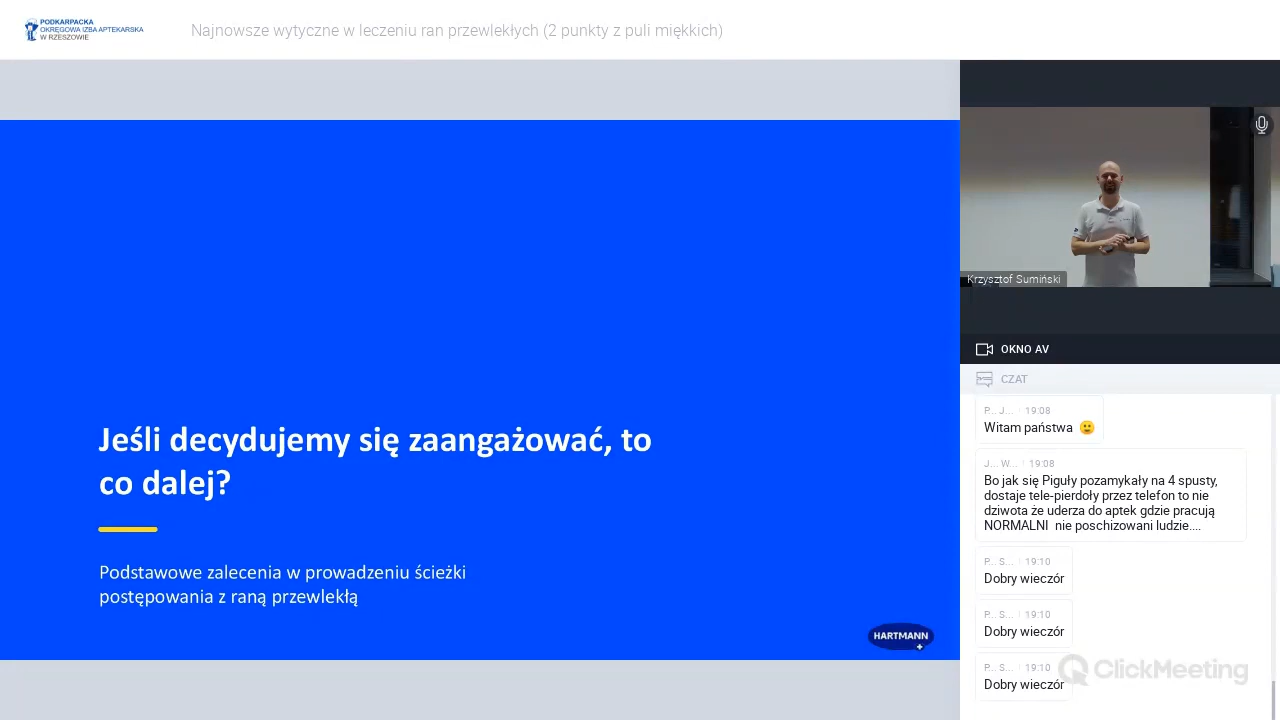 PODKARPACKA
OKRĘGOWA IZBA APTEKARSKA
W RZESZOWIE
Najnowsze wytyczne w leczeniu ran przewlekłych (2 punkty z puli miękkich)
Jeśli decydujemy się zaangażować, to
co dalej?
Podstawowe zalecenia w prowadzeniu ścieżki
postępowania z raną przewlekłą
HARTMANN
Krzysztof Sumiński
OKNO AV
CZAT
P... J... 19:08
Witam państwa
J... W... 19:08
Bo jak się Piguły pozamykały na 4 spusty,
dostaje tele-pierdoły przez telefon to nie
dziwota że uderza do aptek gdzie pracują
NORMALNI nie poschizowani ludzie....
P... S... 19:10
Dobry wieczór
P... S... 19:10
Dobry wieczór
P... S... 19:10
Dobry wieczór
ClickMeeting